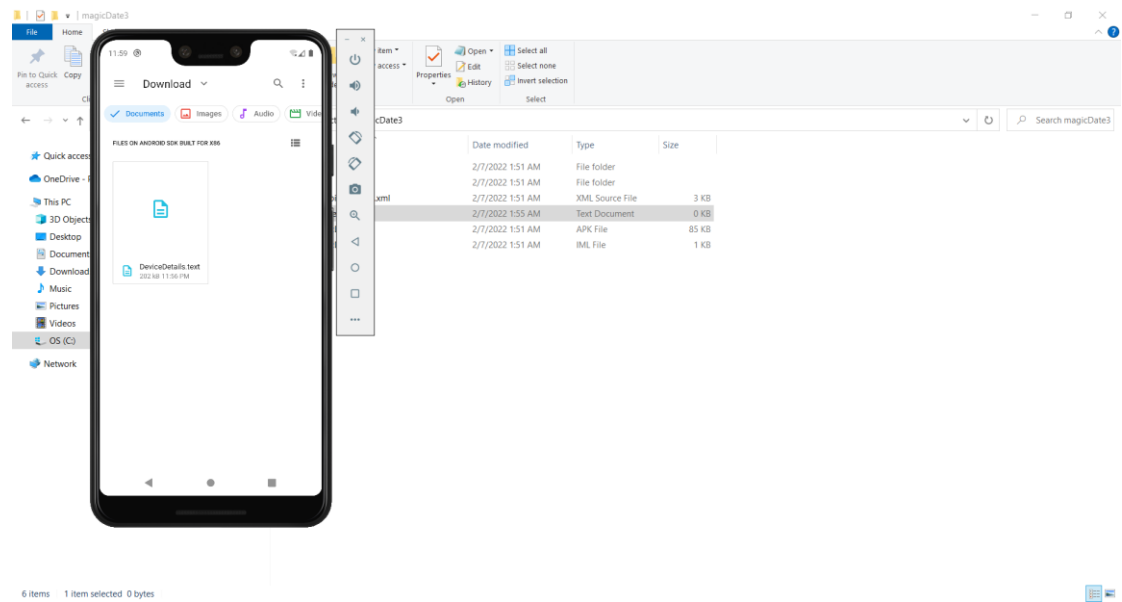 magicDate3
File
Home
Pin to Quick access
Copy
item
access
Properties
Open
Edit
History
Open
Select all
Select none
Invert selection
Select
cDate3
Search magicDate3
Quick access
OneDrive -
This PC
3D Objects
Desktop
Document
Download
Music
Pictures
Videos
OS (C:)
Network
Date modified Type Size
2/7/2022 1:51 AM File folder
2/7/2022 1:51 AM File folder
.xml 2/7/2022 1:51 AM XML Source File 3 KB
2/7/2022 1:55 AM Text Document 0 KB
2/7/2022 1:51 AM APK File 85 KB
2/7/2022 1:51 AM IML File 1 KB
11:59
Download
Documents Images Audio Vide
FILES ON ANDROID SDK BUILT FOR X86
DeviceDetails.text
202 kB 11:56 PM
6 items 1 item selected 0 bytes